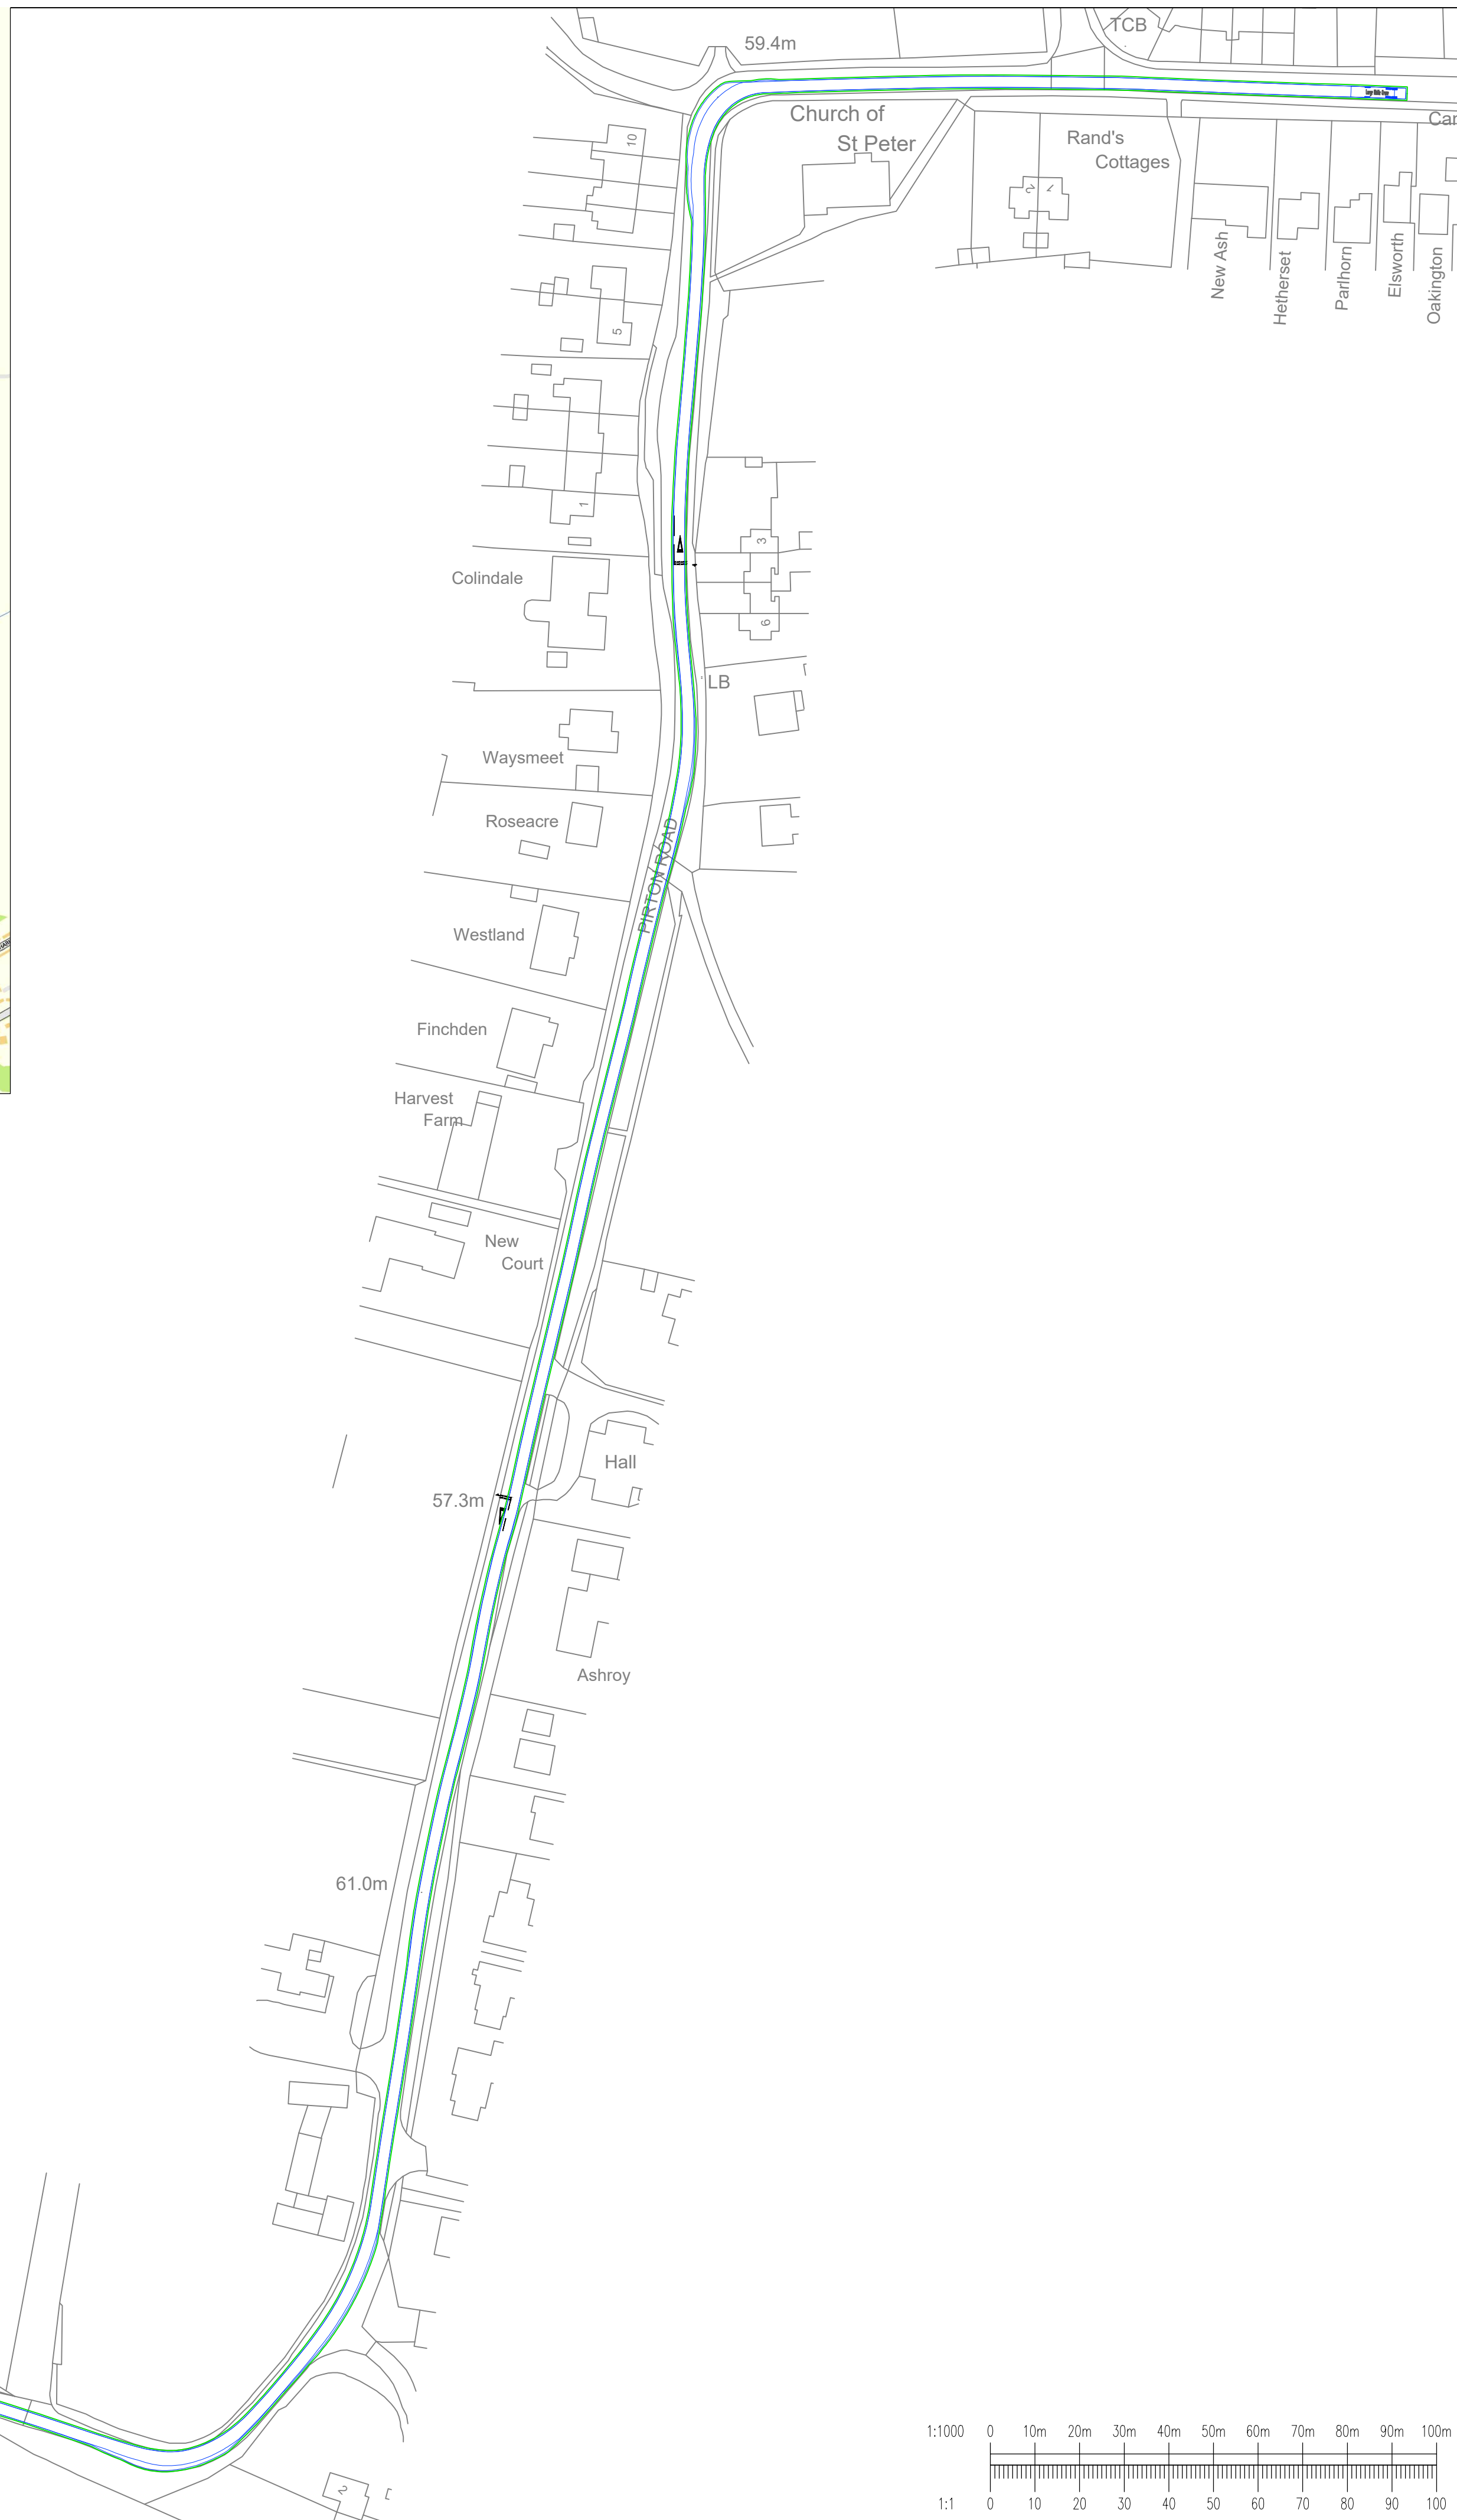 TCB
59.4m
Church of
St Peter
Rand's
Cottages
Car
10
2
1
New Ash
Hetherset
Parlhorn
Elsworth
Oakington
5
1
3
Colindale
6
LB
Waysmeet
Roseacre
PIRTON ROAD
Westland
Finchden
Harvest
Farm
New
Court
Hall
57.3m
Ashroy
61.0m
2
1:1000 0 10m 20m 30m 40m 50m 60m 70m 80m 90m 100m
1:1 0 10 20 30 40 50 60 70 80 90 100